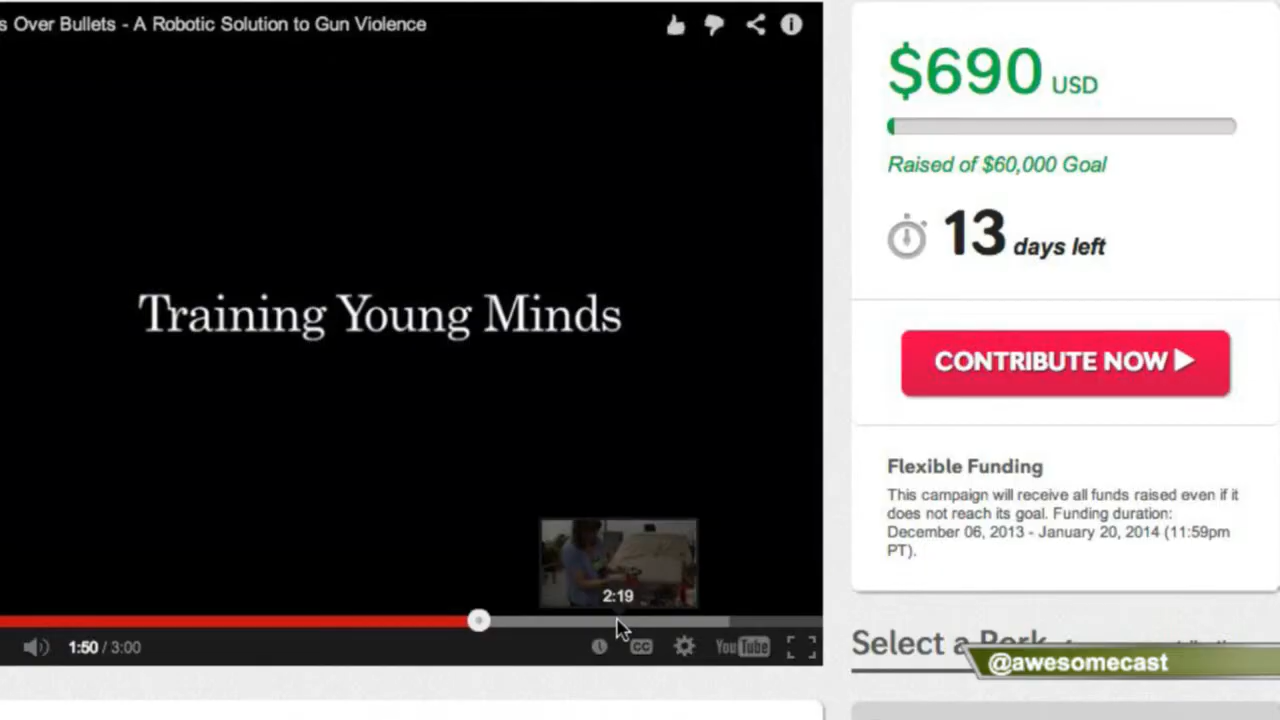 s Over Bullets - A Robotic Solution to Gun Violence
$690 USD
Raised of $60,000 Goal
13 days left
Training Young Minds
CONTRIBUTE NOW
Flexible Funding
This campaign will receive all funds raised even if it
does not reach its goal. Funding duration:
December 06, 2013 - January 20, 2014 (11:59pm
PT).
2:19
1:50 / 3:00
CC
YouTube
Select a Perk
@awesomecast